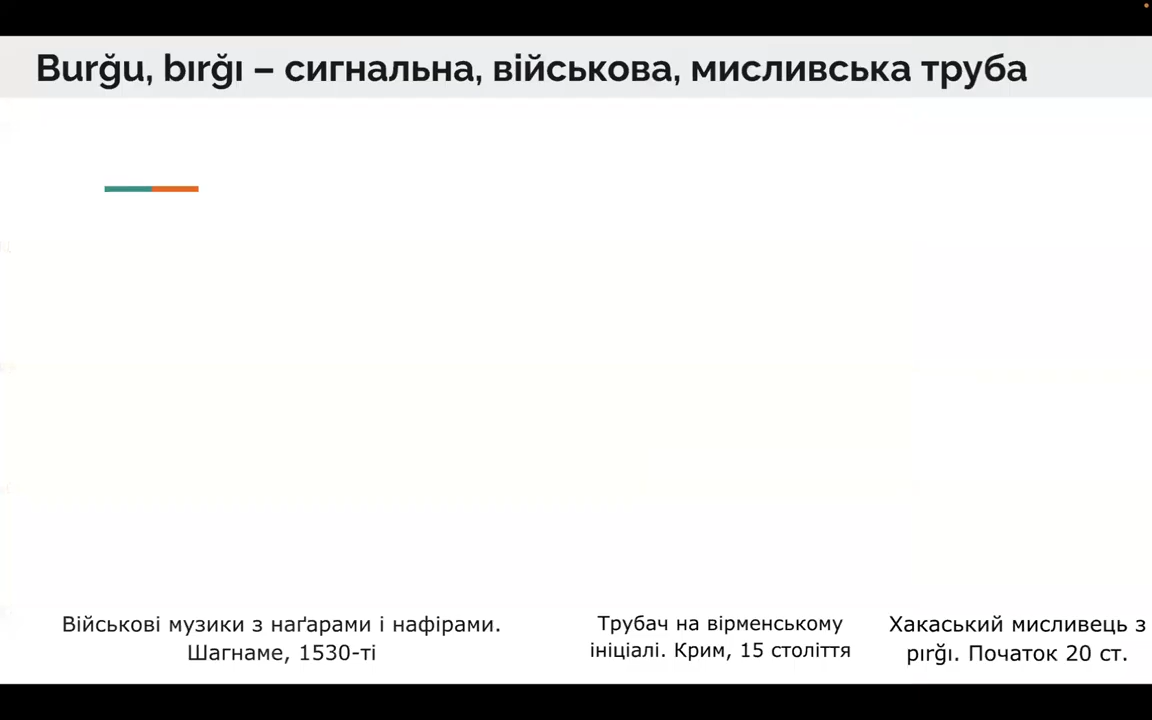 Burğu, bırğı – сигнальна, військова, мисливська труба
Військові музики з наґарами і нафірами.
Шагнаме, 1530-ті
Трубач на вірменському
ініціалі. Крим, 15 століття
Хакаський мисливець з
pırğı. Початок 20 ст.